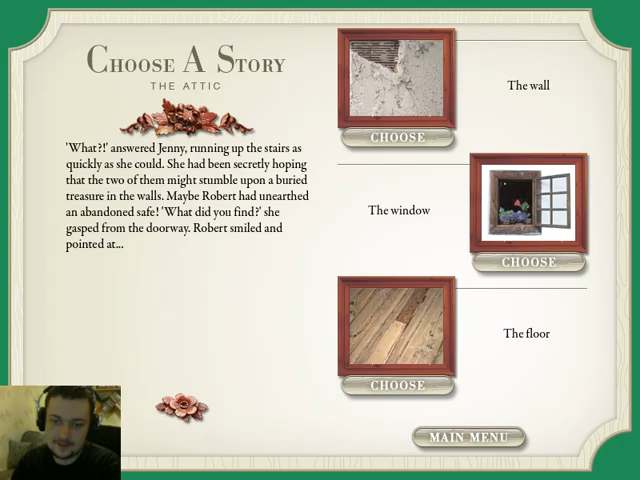 CHOOSE A STORY
THE ATTIC
'What?!' answered Jenny, running up the stairs as
quickly as she could. She had been secretly hoping
that the two of them might stumble upon a buried
treasure in the walls. Maybe Robert had unearthed
an abandoned safe! 'What did you find?' she
gasped from the doorway. Robert smiled and
pointed at...
The wall
CHOOSE
The window
CHOOSE
The floor
CHOOSE
MAIN MENU